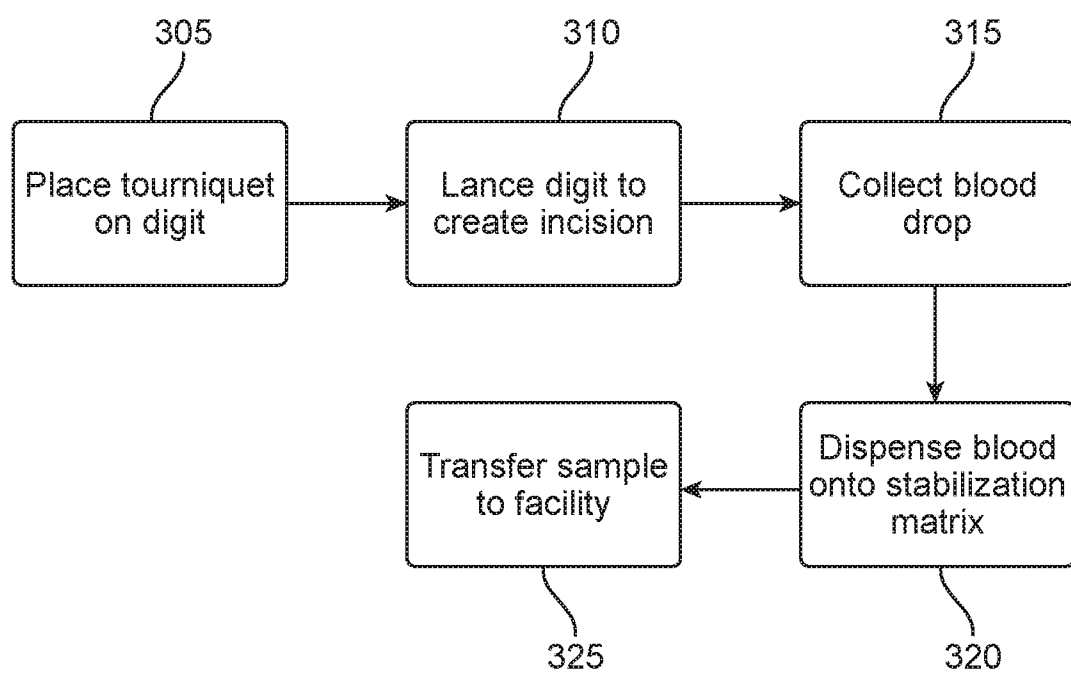 305
310
315
Place tourniquet
on digit
Lance digit to
create incision
Collect blood
drop
Transfer sample
to facility
Dispense blood
onto stabilization
matrix
325
320